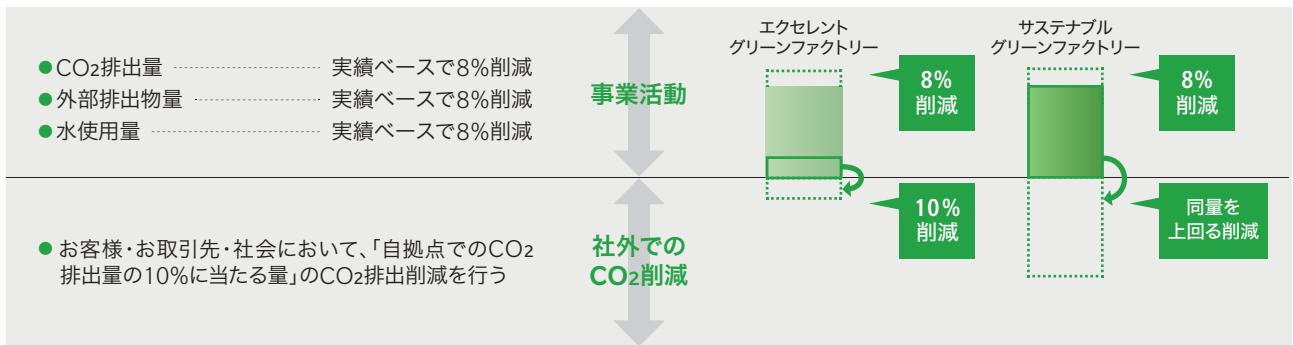 ●CO2排出量 実績ベースで8%削減
●外部排出物量 実績ベースで8%削減
●水使用量 実績ベースで8%削減
事業活動
エクセレント
グリーンファクトリー
8%
削減
10%
削減
サステナブル
グリーンファクトリー
8%
削減
同量を
上回る削減
●お客様・お取引先・社会において、「自拠点でのCO2
排出量の10%に当たる量」のCO2排出削減を行う
社外での
CO2削減